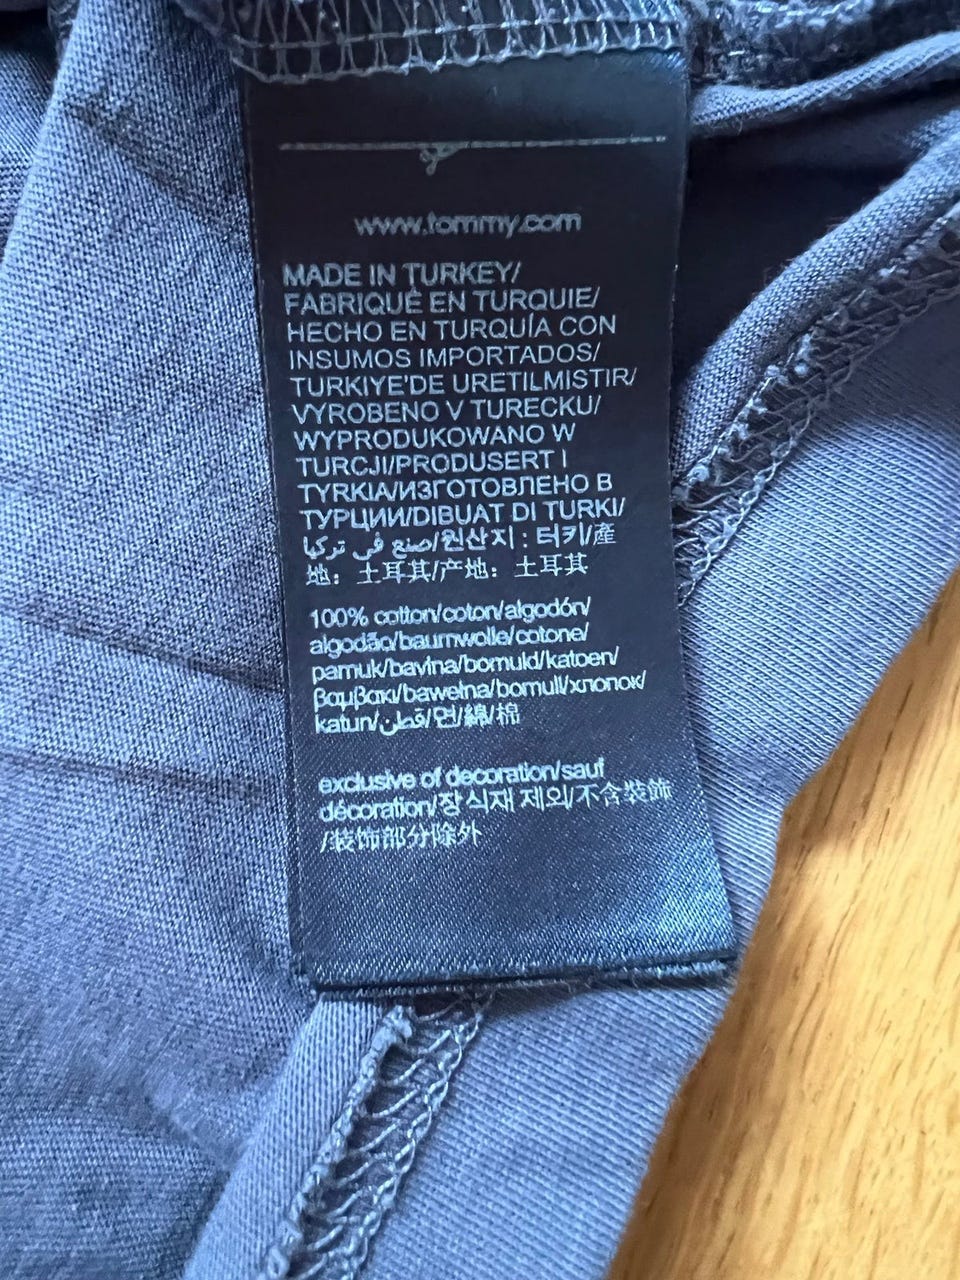 www.tommy.com
MADE IN TURKEY/
FABRIQUÉ EN TURQUIE/
HECHO EN TURQUÍA CON
INSUMOS IMPORTADOS/
TURKIYE'DE URETILMISTIR/
VYROBENO V TURECKU/
WYPRODUKOWANO W
TURCJI/PRODUSERT I
TYRKIA/ИЗГОТОВЛЕНО В
ТУРЦИИ/DIBUAT DI TURKI/
صنع في تركيا/원산지 : 터키/產
地：土耳其/产地：土耳其
100% cotton/coton/algodón/
algodão/baumwolle/cotone/
pamuk/bavlna/bomuld/katoen/
βαμβακι/bawełna/bomull/хлопок/
katun/قطن/면/綿/棉
exclusive of decoration/sauf
décoration/장식재 제외/不含裝飾
/装饰部分除外